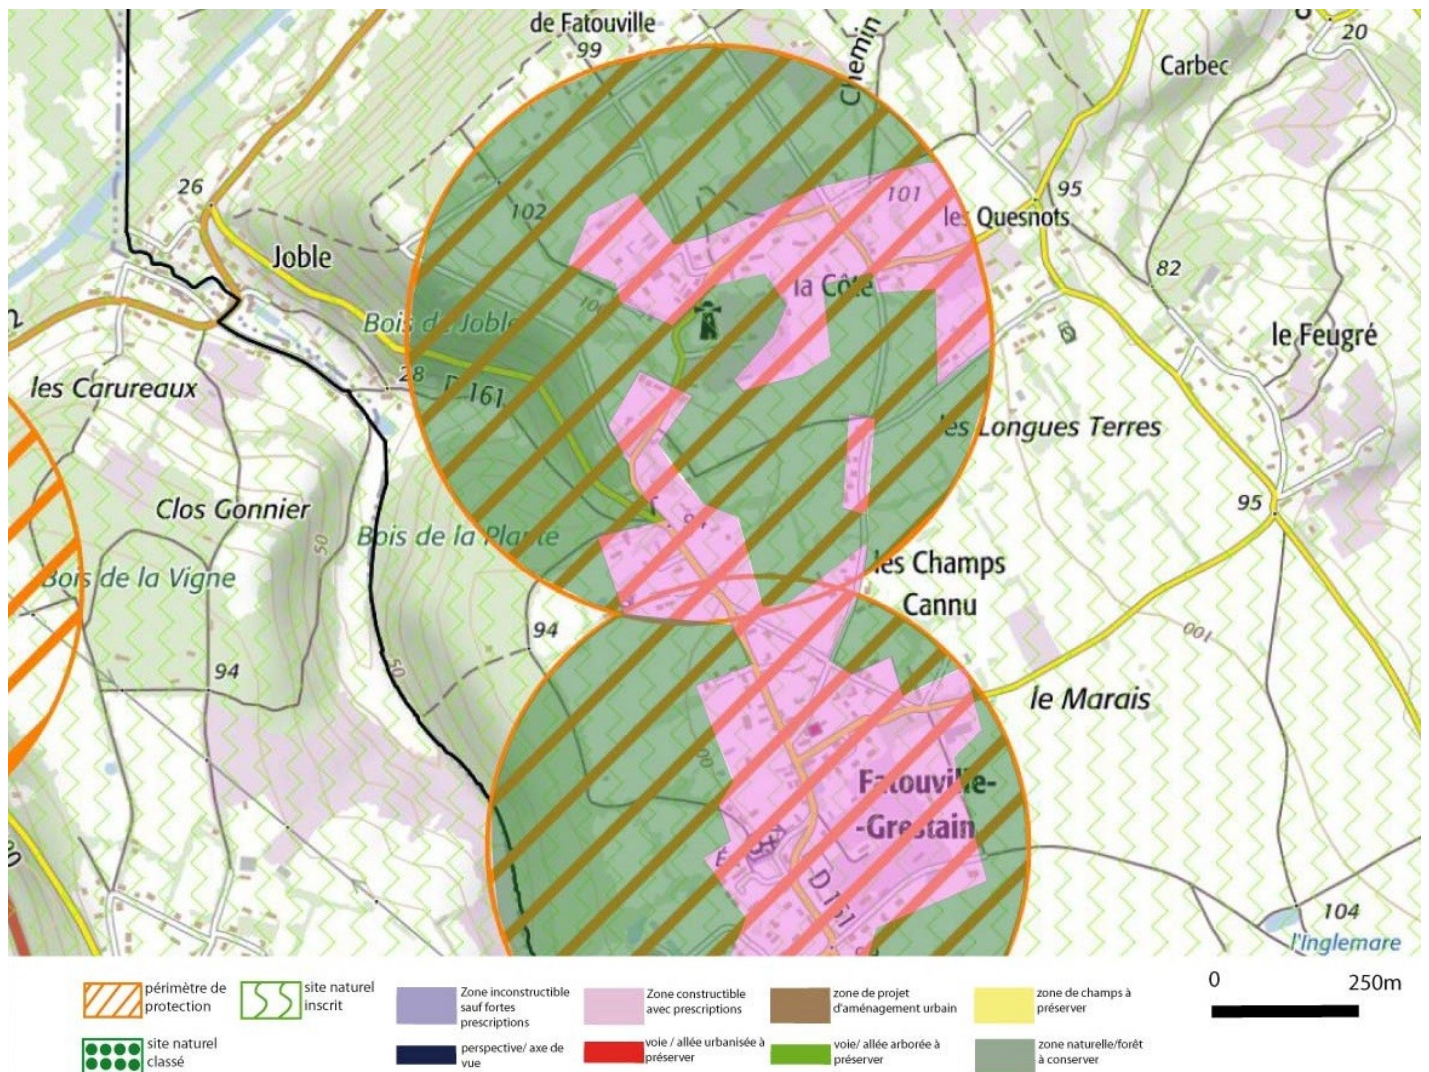 de Fatouville
99
Chemin
20
Carbec
26
102
101
95
les Quesnots
Joble
82
la Côte
Bois de Joble
le Feugré
les Carureaux
28
D 161
les Longues Terres
Clos Gonnier
95
50
Bois de la Plante
les Champs
Cannu
Bois de la Vigne
94
100
94
50
le Marais
Fatouville-
-Grestain
D 161
104
l'Inglemare
périmètre de
protection
site naturel
inscrit
site naturel
classé
Zone inconstructible
sauf fortes
prescriptions
perspective/ axe de
vue
Zone constructible
avec prescriptions
voie / allée urbanisée à
préserver
zone de projet
d'aménagement urbain
voie/ allée arborée à
préserver
zone de champs à
préserver
zone naturelle/forêt
à conserver
0
250m